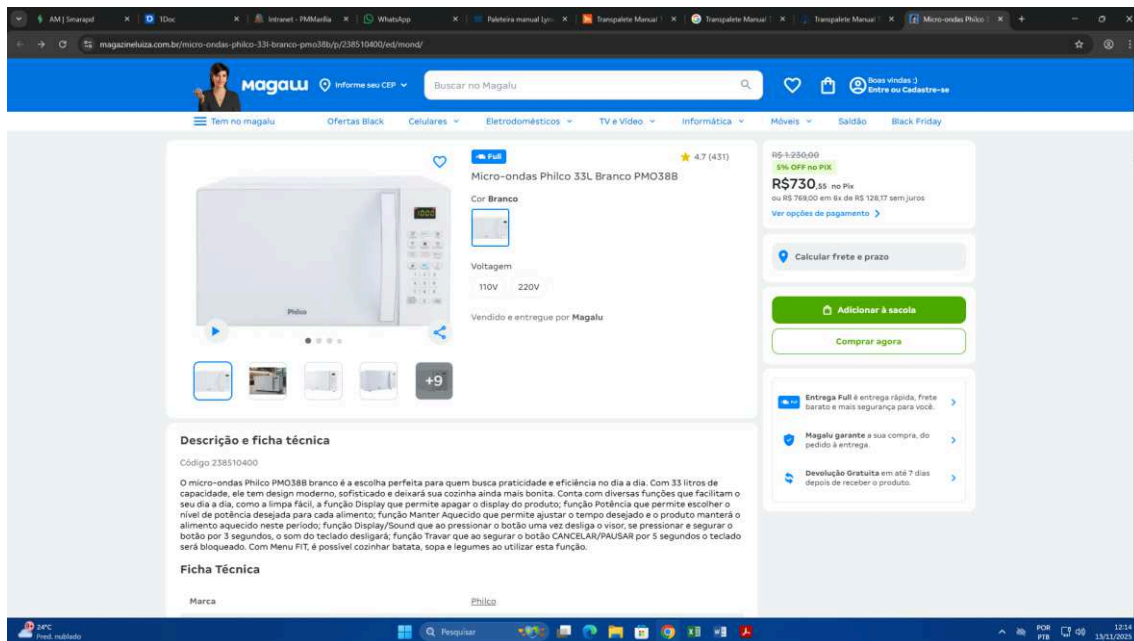 AM | Smarapd
1Doc
Intranet - PMMarilia
WhatsApp
Paleteira manual Lyn
Transpalete Manual
Transpalete Manual
Transpalete Manual
Micro-ondas Philco
magazineluiza.com.br/micro-ondas-philco-33l-branco-pmo38b/p/238510400/ed/mond/
Magalu
Informe seu CEP
Buscar no Magalu
Boas vindas :)
Entre ou Cadastre-se
Tem no magalu
Ofertas Black
Celulares
Eletrodomésticos
TV e Vídeo
Informática
Móveis
Saldão
Black Friday
Full
4.7 (431)
Micro-ondas Philco 33L Branco PMO38B
Cor Branco
Voltagem
110V 220V
Vendido e entregue por Magalu
Philco
+9
R$ 1.230,00
5% OFF no PIX
R$730,55 no Pix
ou R$ 769,00 em 6x de R$ 128,17 sem juros
Ver opções de pagamento
Calcular frete e prazo
Adicionar à sacola
Comprar agora
Full
Entrega Full é entrega rápida, frete
barato e mais segurança para você.
Magalu garante a sua compra, do
pedido à entrega.
Devolução Gratuita em até 7 dias
depois de receber o produto.
Descrição e ficha técnica
Código 238510400
O micro-ondas Philco PMO38B branco é a escolha perfeita para quem busca praticidade e eficiência no dia a dia. Com 33 litros de
capacidade, ele tem design moderno, sofisticado e deixará sua cozinha ainda mais bonita. Conta com diversas funções que facilitam o
seu dia a dia, como a limpa fácil, a função Display que permite apagar o display do produto; função Potência que permite escolher o
nível de potência desejada para cada alimento; função Manter Aquecido que permite ajustar o tempo desejado e o produto manterá o
alimento aquecido neste período; função Display/Sound que ao pressionar o botão uma vez desliga o visor, se pressionar e segurar o
botão por 3 segundos, o som do teclado desligará; função Travar que ao segurar o botão CANCELAR/PAUSAR por 5 segundos o teclado
será bloqueado. Com Menu FIT, é possível cozinhar batata, sopa e legumes ao utilizar esta função.
Ficha Técnica
Marca
Philco
24°C
Pred. nublado
Pesquisar
POR
PTB
12:14
13/11/2025